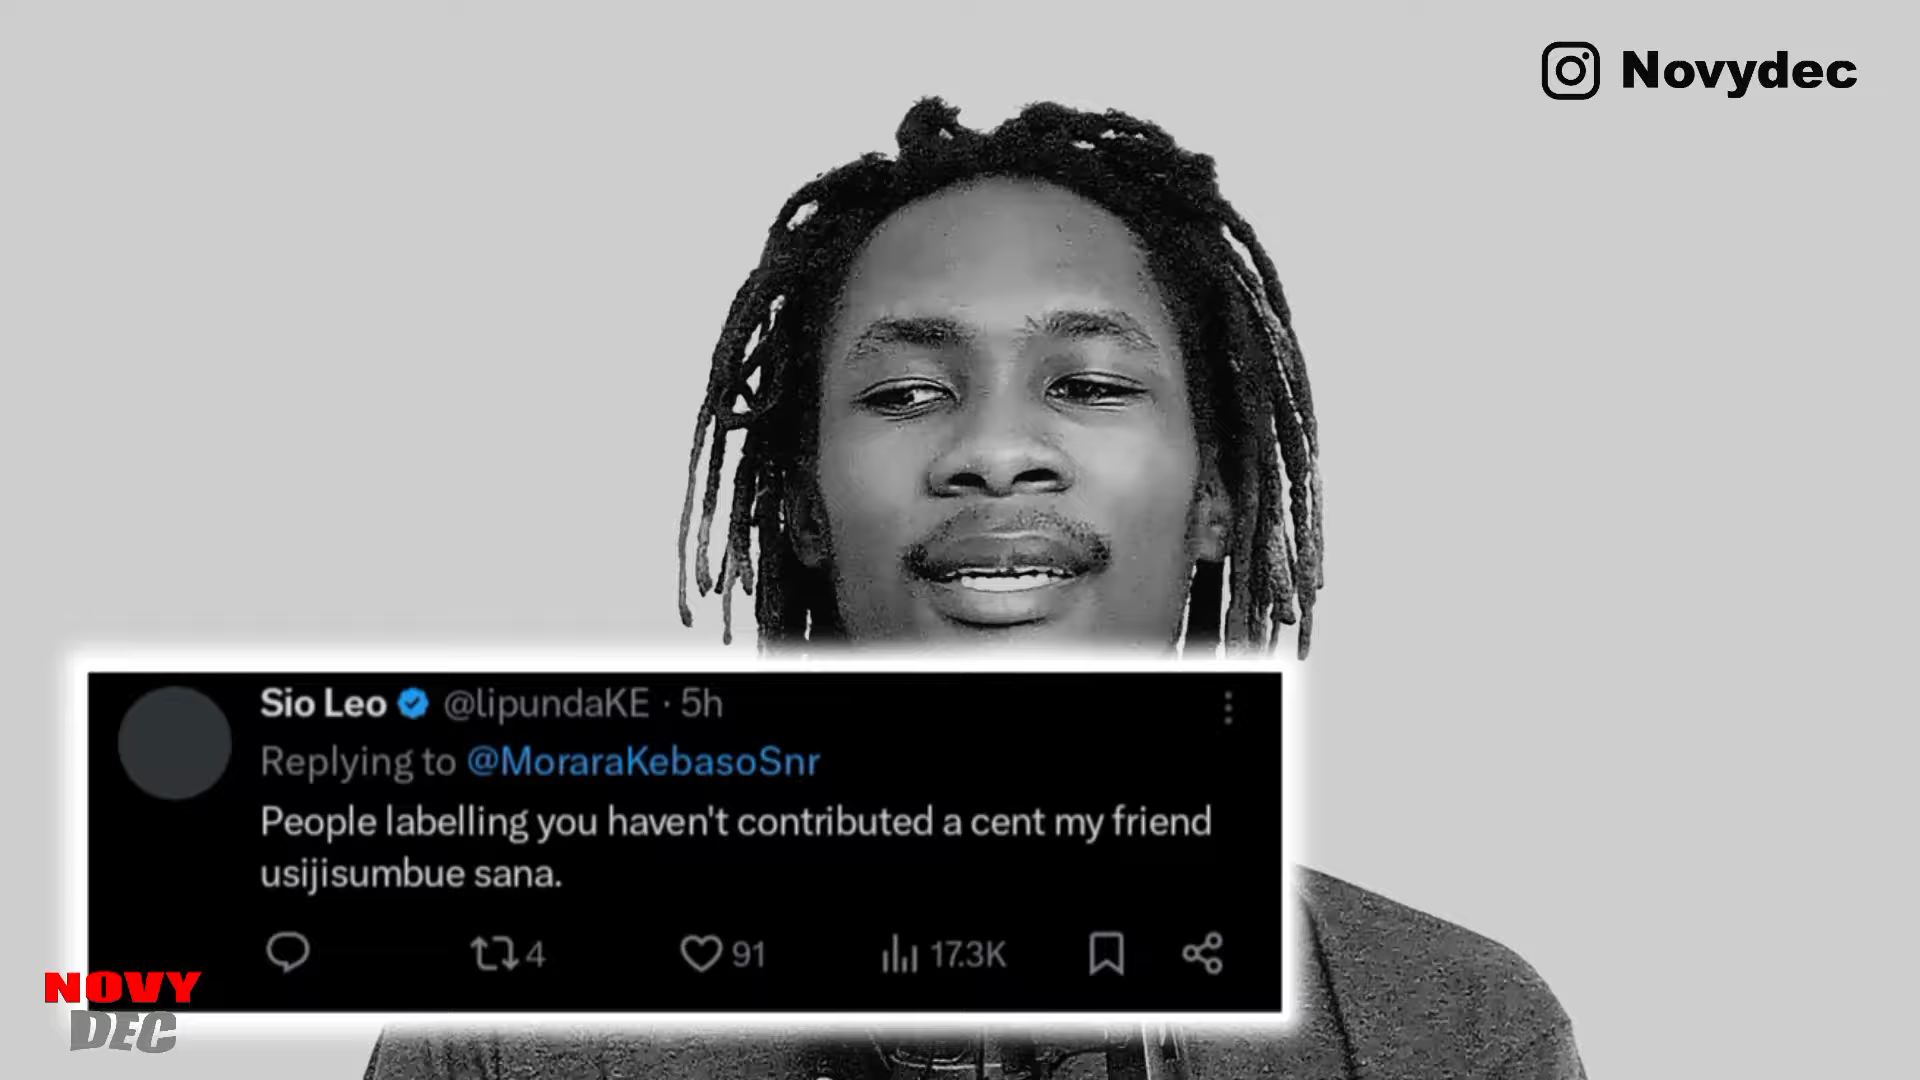 Novydec
Sio Leo @lipundaKE · 5h
Replying to @MoraraKebasoSnr
People labelling you haven't contributed a cent my friend
usijisumbue sana.
4 91 17.3K
NOVY
DEC